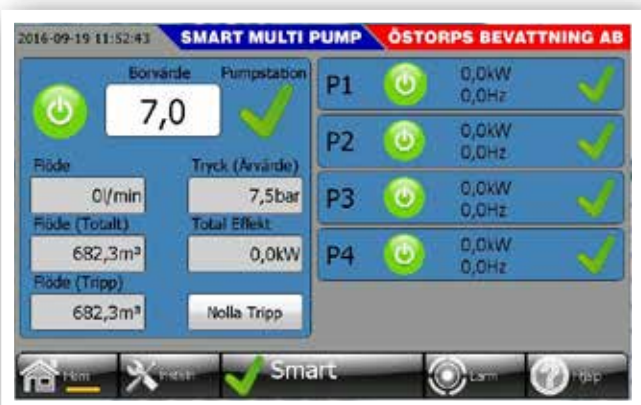 2016-09-19 11:52:43 SMART MULTI PUMP ÖSTORPS BEVATTNING AB
Börvärde Pumpstation
7,0
Flöde Tryck (Ärvärde)
0l/min 7,5bar
Flöde (Totalt) Total Effekt
682,3m³ 0,0kW
Flöde (Tripp)
682,3m³ Nolla Tripp
P1 0,0kW
0,0Hz
P2 0,0kW
0,0Hz
P3 0,0kW
0,0Hz
P4 0,0kW
0,0Hz
Hem Smart Larm Hjälp